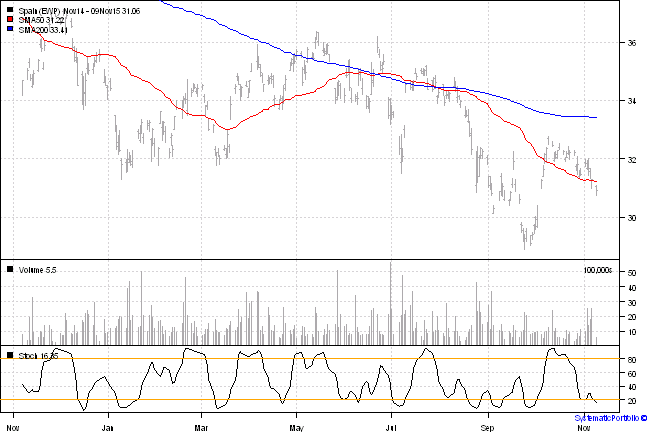 Spain (EWP) Nov14 - 09Nov15 31.06
SMA50 31.22
SMA200 33.41
36
34
32
30
Volume 5.5
100,000s
50
40
30
20
10
Stoch 16.35
80
60
40
20
SystematicPortfolio ©
Nov Jan Mar May Jul Sep Nov